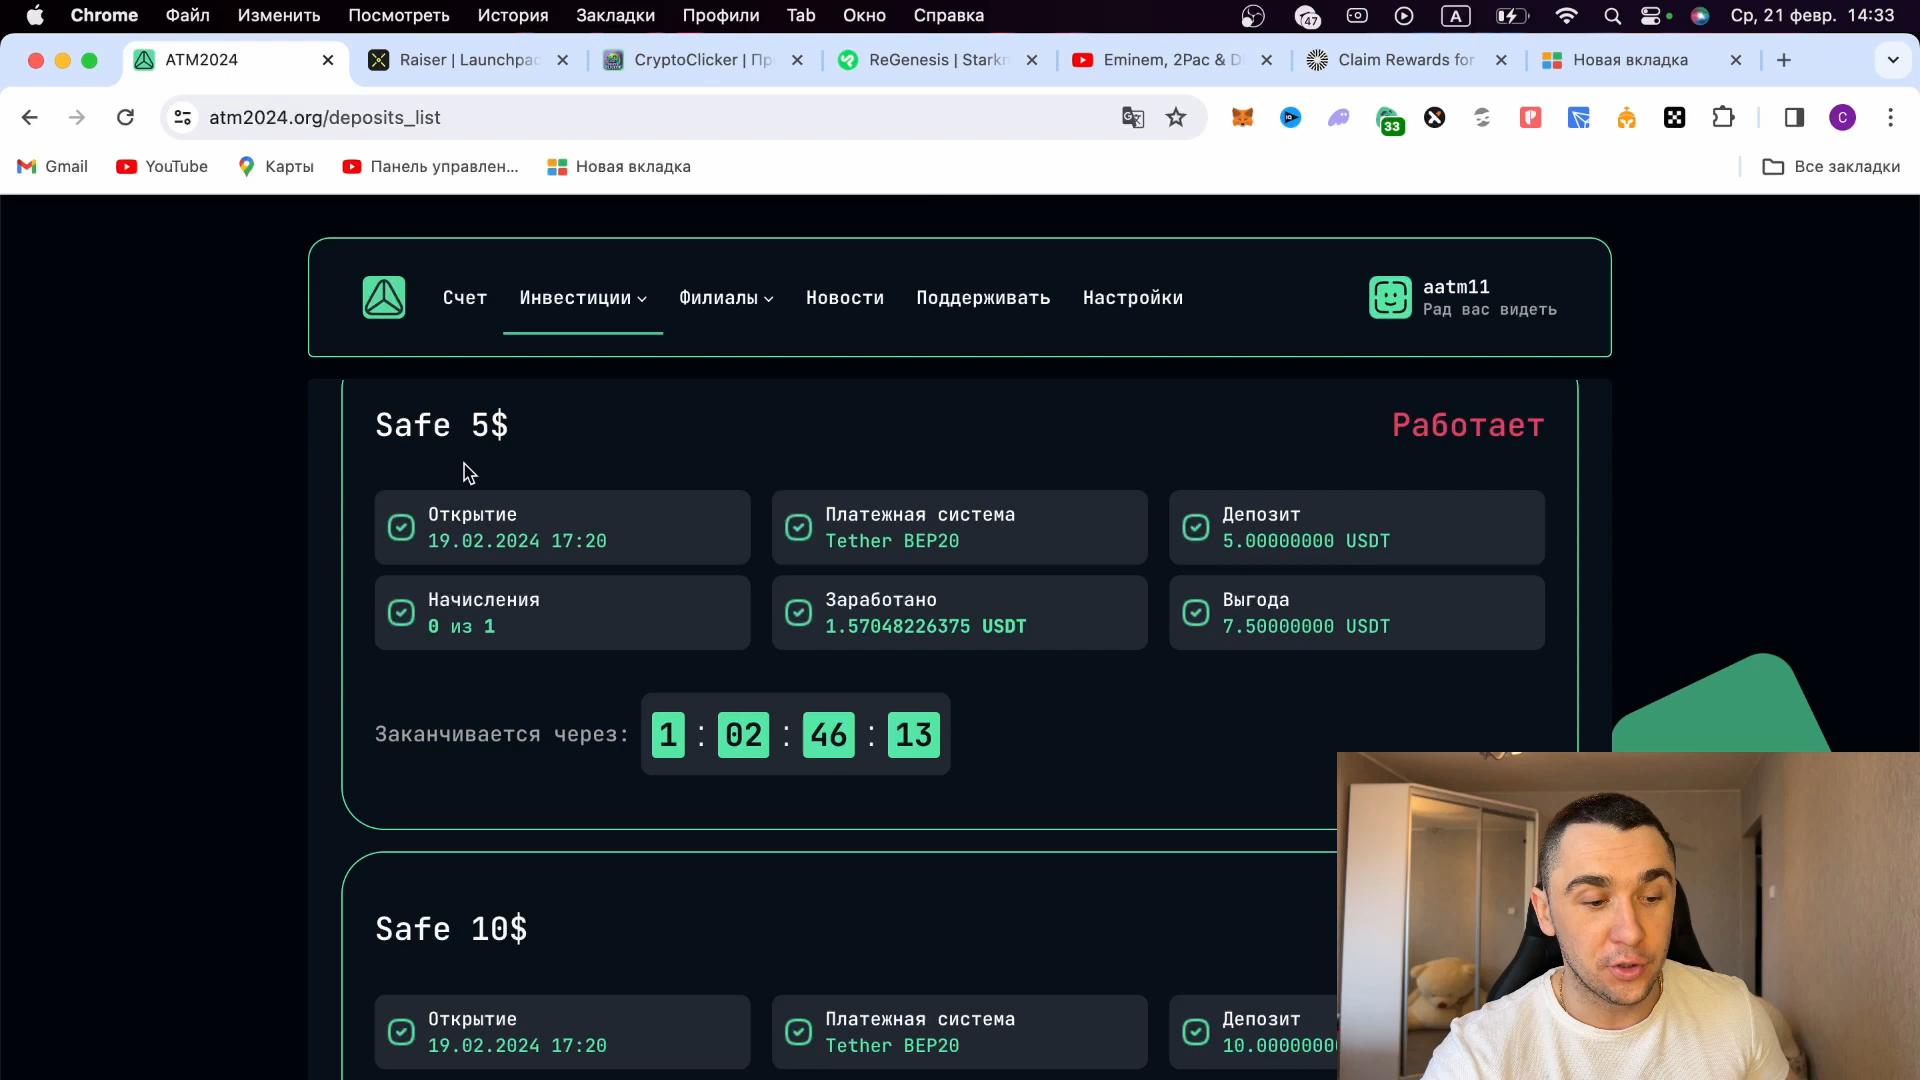 Chrome Файл Изменить Посмотреть История Закладки Профили Tab Окно Справка 47 A Ср, 21 февр. 14:33
ATM2024 Raiser | Launchpa CryptoClicker | Пр ReGenesis | Starkn Eminem, 2Pac & D Claim Rewards for Новая вкладка
atm2024.org/deposits_list 33 C
Gmail YouTube Карты Панель управлен... Новая вкладка Все закладки
Счет Инвестиции Филиалы Новости Поддерживать Настройки
aatm11
Рад вас видеть
Safe 5$ Работает
Открытие
19.02.2024 17:20
Платежная система
Tether BEP20
Депозит
5.00000000 USDT
Начисления
0 из 1
Заработано
1.57048226375 USDT
Выгода
7.50000000 USDT
Заканчивается через: 1 : 02 : 46 : 13
Safe 10$
Открытие
19.02.2024 17:20
Платежная система
Tether BEP20
Депозит
10.0000000